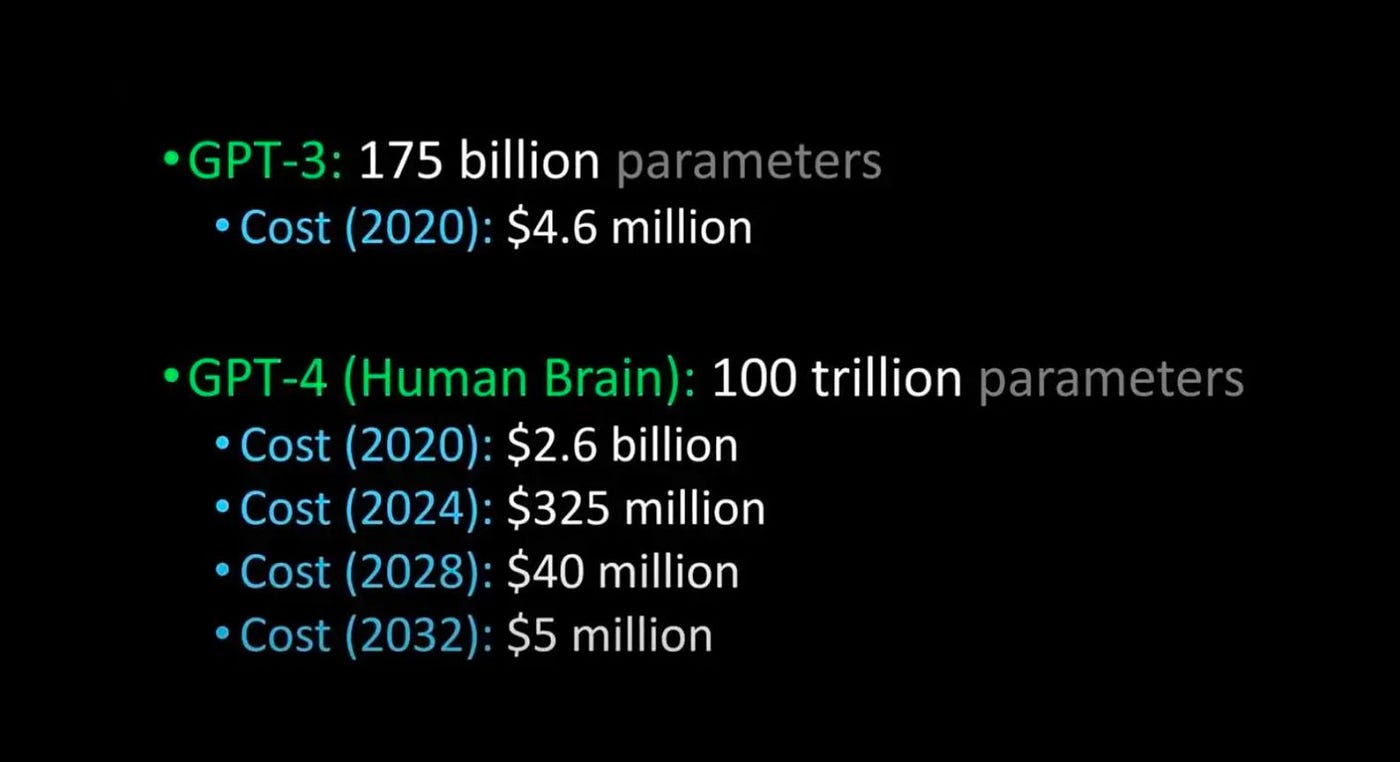 •GPT-3: 175 billion parameters
•Cost (2020): $4.6 million
•GPT-4 (Human Brain): 100 trillion parameters
•Cost (2020): $2.6 billion
•Cost (2024): $325 million
•Cost (2028): $40 million
•Cost (2032): $5 million